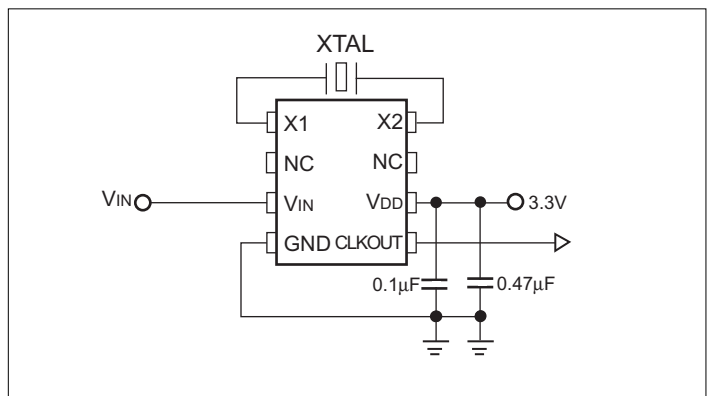 XTAL
X1 X2
NC NC
VIN VIN VDD 3.3V
GND CLKOUT
0.1μF 0.47μF